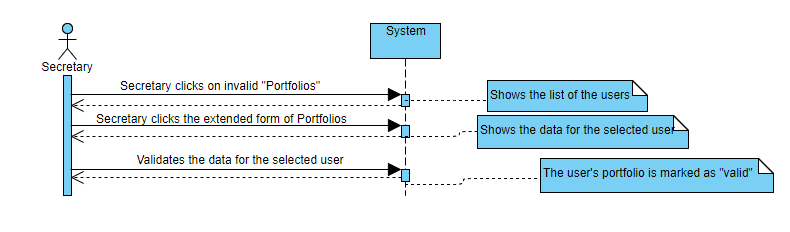 System
Secretary
Secretary clicks on invalid "Portfolios"
Shows the list of the users
Secretary clicks the extended form of Portfolios
Shows the data for the selected user
Validates the data for the selected user
The user's portfolio is marked as "valid"